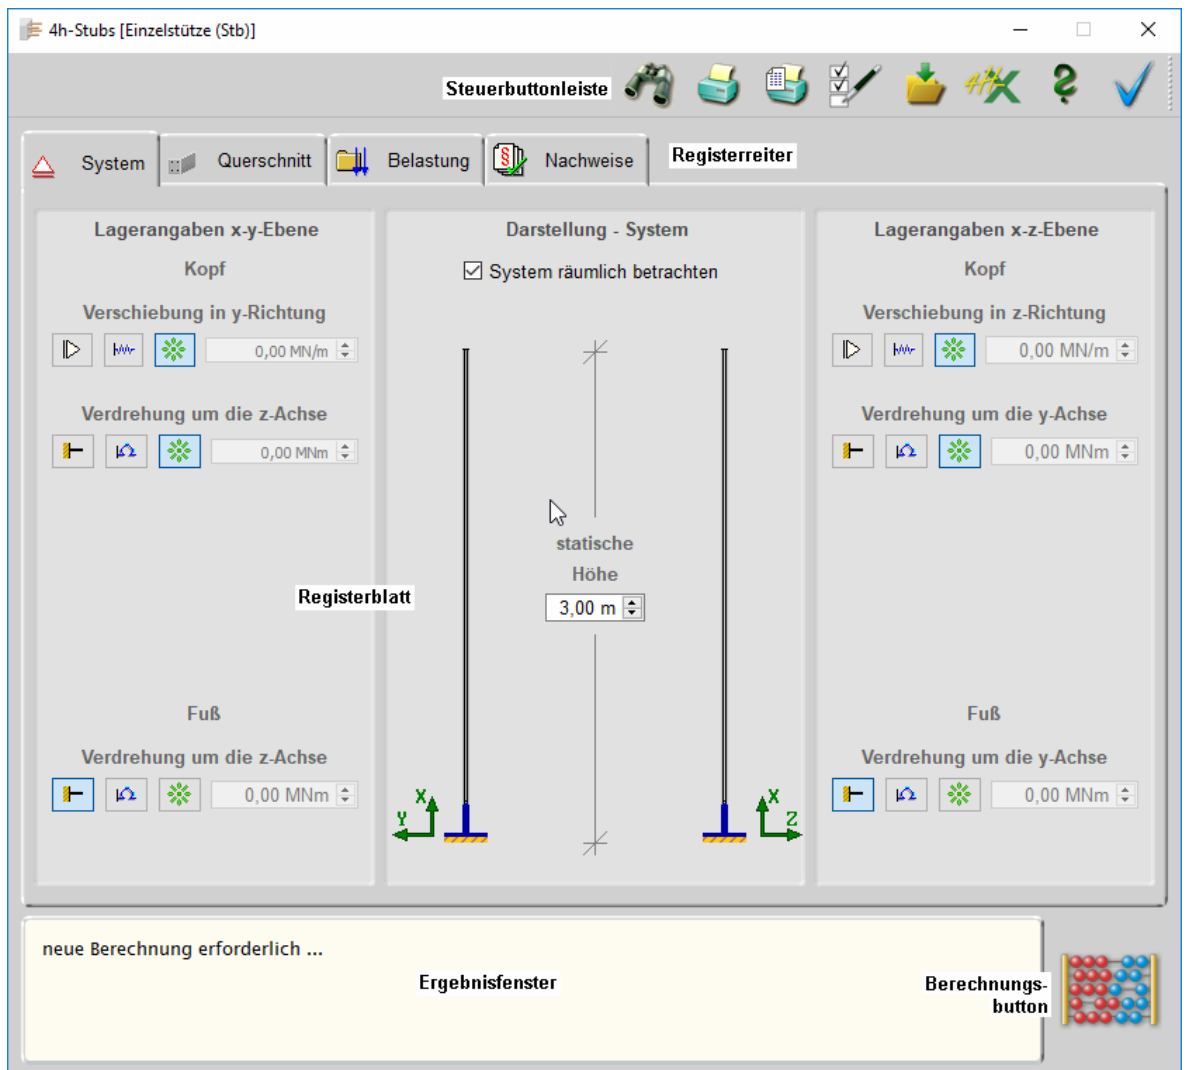 4h-Stubs [Einzelstütze (Stb)]
Steuerbuttonleiste
4H
System
Querschnitt
Belastung
§
Nachweise
Registerreiter
Lagerangaben x-y-Ebene
Kopf
Verschiebung in y-Richtung
0,00 MN/m
Verdrehung um die z-Achse
0,00 MNm
Fuß
Verdrehung um die z-Achse
0,00 MNm
Darstellung - System
System räumlich betrachten
statische
Höhe
3,00 m
Registerblatt
X
Y
X
Z
Lagerangaben x-z-Ebene
Kopf
Verschiebung in z-Richtung
0,00 MN/m
Verdrehung um die y-Achse
0,00 MNm
Fuß
Verdrehung um die y-Achse
0,00 MNm
neue Berechnung erforderlich ...
Ergebnisfenster
Berechnungs-
button